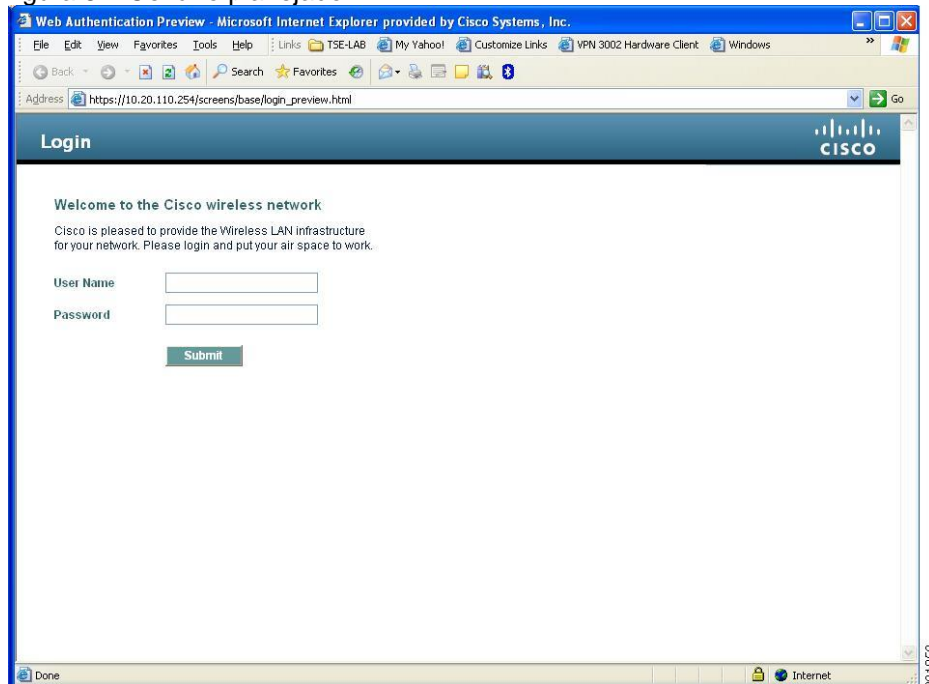 Web Authentication Preview - Microsoft Internet Explorer provided by Cisco Systems, Inc.
File Edit View Favorites Tools Help Links TSE-LAB My Yahoo! Customize Links VPN 3002 Hardware Client Windows »
Back Search Favorites
Address https://10.20.110.254/screens/base/login_preview.html Go
Login
CISCO
Welcome to the Cisco wireless network
Cisco is pleased to provide the Wireless LAN infrastructure
for your network. Please login and put your air space to work.
User Name
Password
Submit
Done Internet